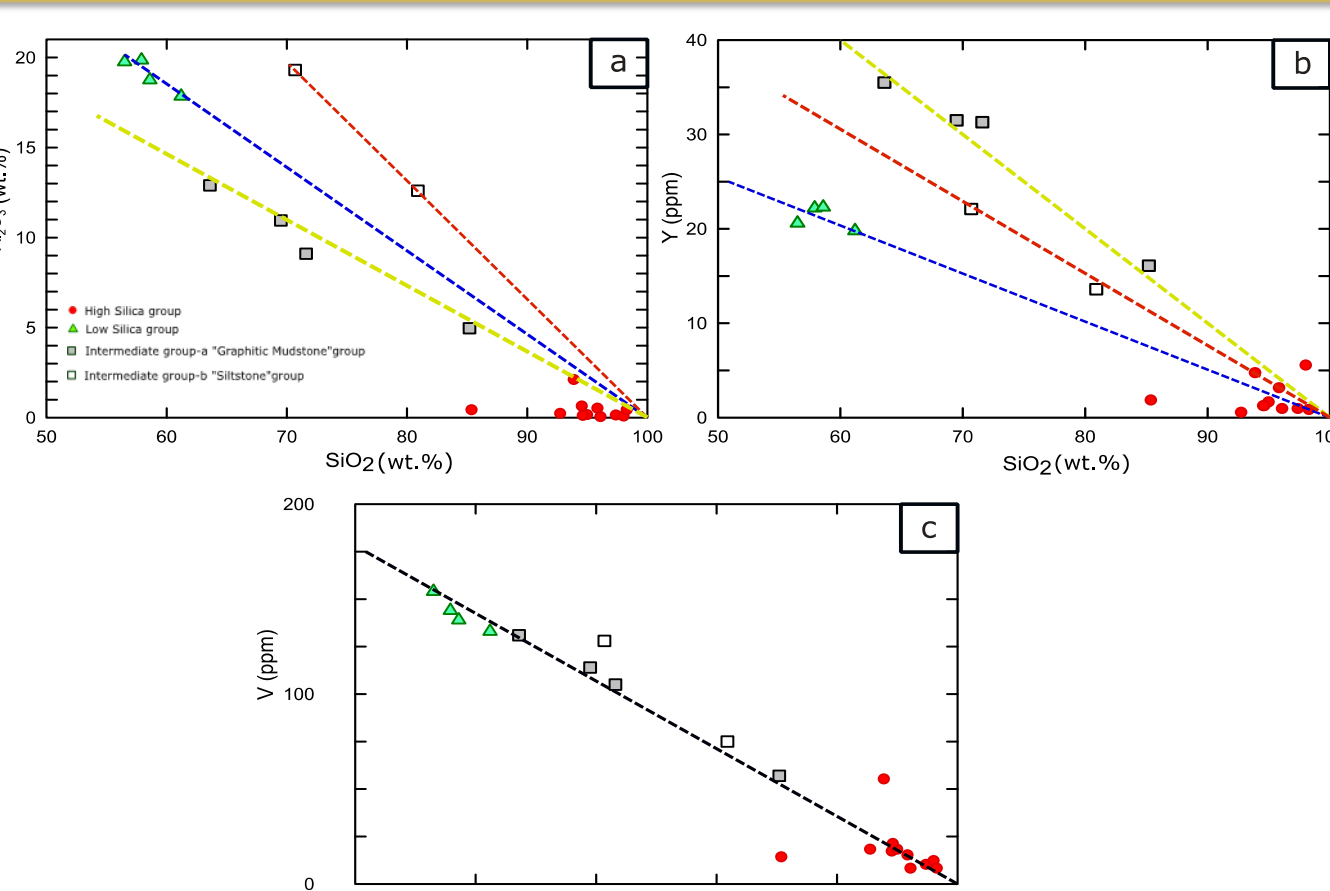 a
20
15
10
5
0
(wt.%)
High Silica group
Low Silica group
Intermediate group-a "Graphitic Mudstone"group
Intermediate group-b "Siltstone"group
50 60 70 80 90 100
SiO2(wt.%)
b
40
30
20
10
0
Y (ppm)
50 60 70 80 90
SiO2(wt.%)
c
200
100
0
V (ppm)